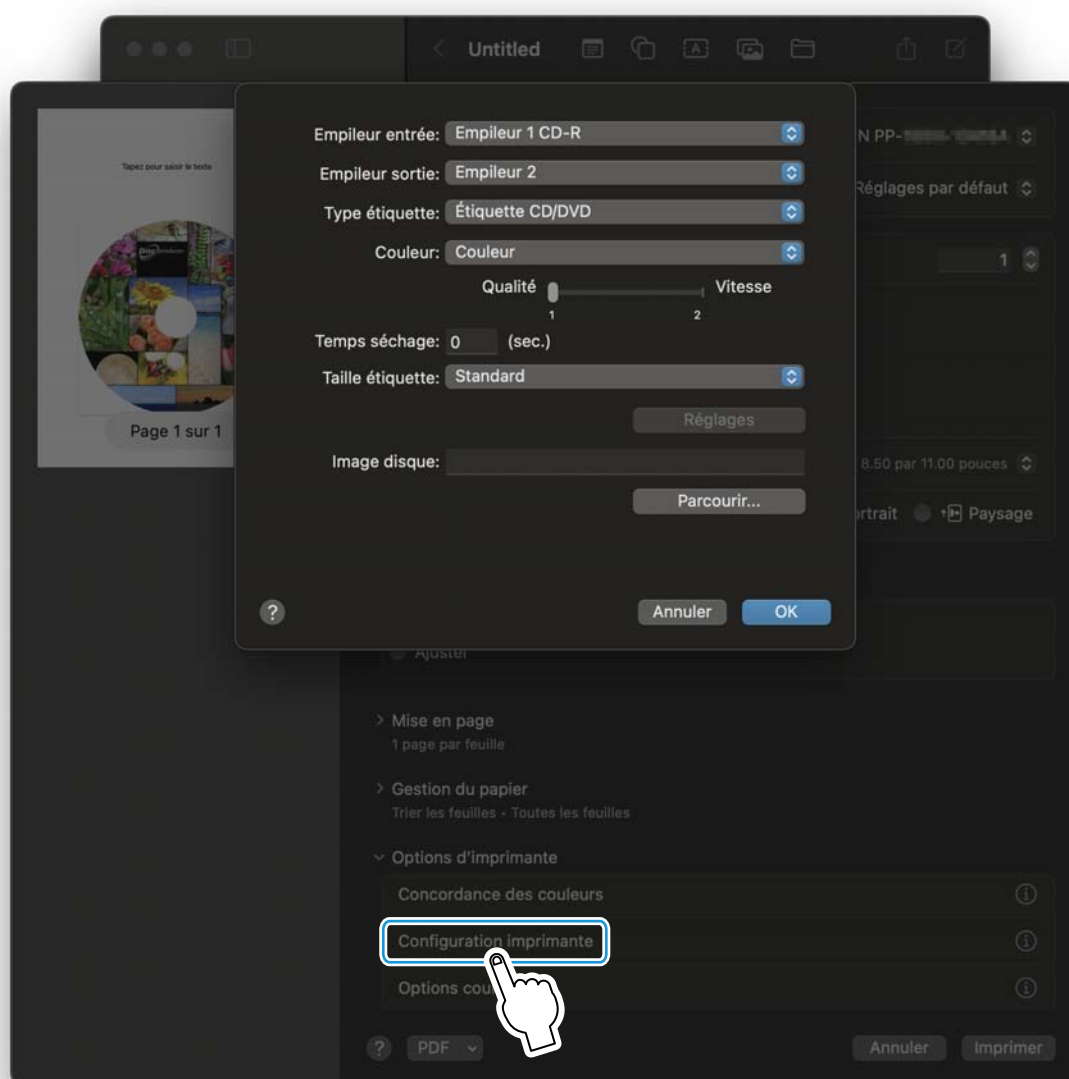 Untitled
Tapez pour saisir le texte
Page 1 sur 1
Empileur entrée: Empileur 1 CD-R
Empileur sortie: Empileur 2
Type étiquette: Étiquette CD/DVD
Couleur: Couleur
Qualité Vitesse
1 2
Temps séchage: 0 (sec.)
Taille étiquette: Standard
Réglages
Image disque:
Parcourir...
? Annuler OK
N PP-
Réglages par défaut
1
8.50 par 11.00 pouces
rtrait Paysage
Ajuster
Mise en page
1 page par feuille
Gestion du papier
Trier les feuilles • Toutes les feuilles
Options d'imprimante
Concordance des couleurs
Configuration imprimante
Options cou
? PDF Annuler Imprimer